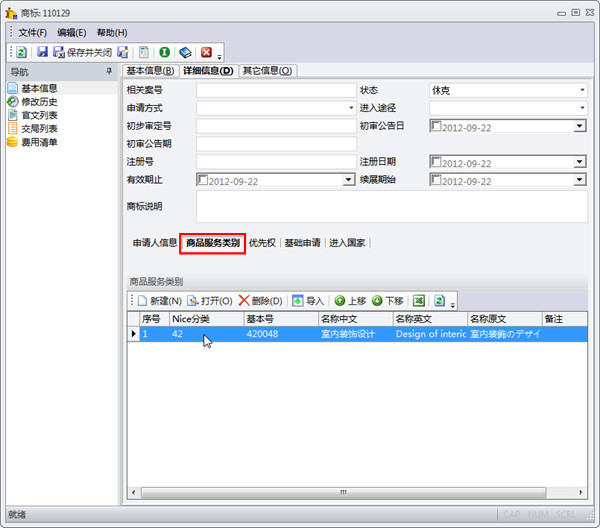 商标: 110129
文件(F) 编辑(E) 帮助(H)
保存并关闭
导航
基本信息
修改历史
官文列表
交局列表
费用清单
基本信息(B) 详细信息(D) 其它信息(O)
相关案号 状态 休克
申请方式 进入途径
初步审定号 初审公告日 2012-09-22
初审公告期
注册号 注册日期 2012-09-22
有效期止 2012-09-22 续展期始 2012-09-22
商标说明
申请人信息 商品服务类别 优先权 基础申请 进入国家
商品服务类别
新建(N) 打开(O) 删除(D) 导入 上移 下移
序号 Nice分类 基本号 名称中文 名称英文 名称原文 备注
1 42 420048 室内装饰设计 Design of interic 室内装飾のデザイ
就绪 CAP NUM SCRL